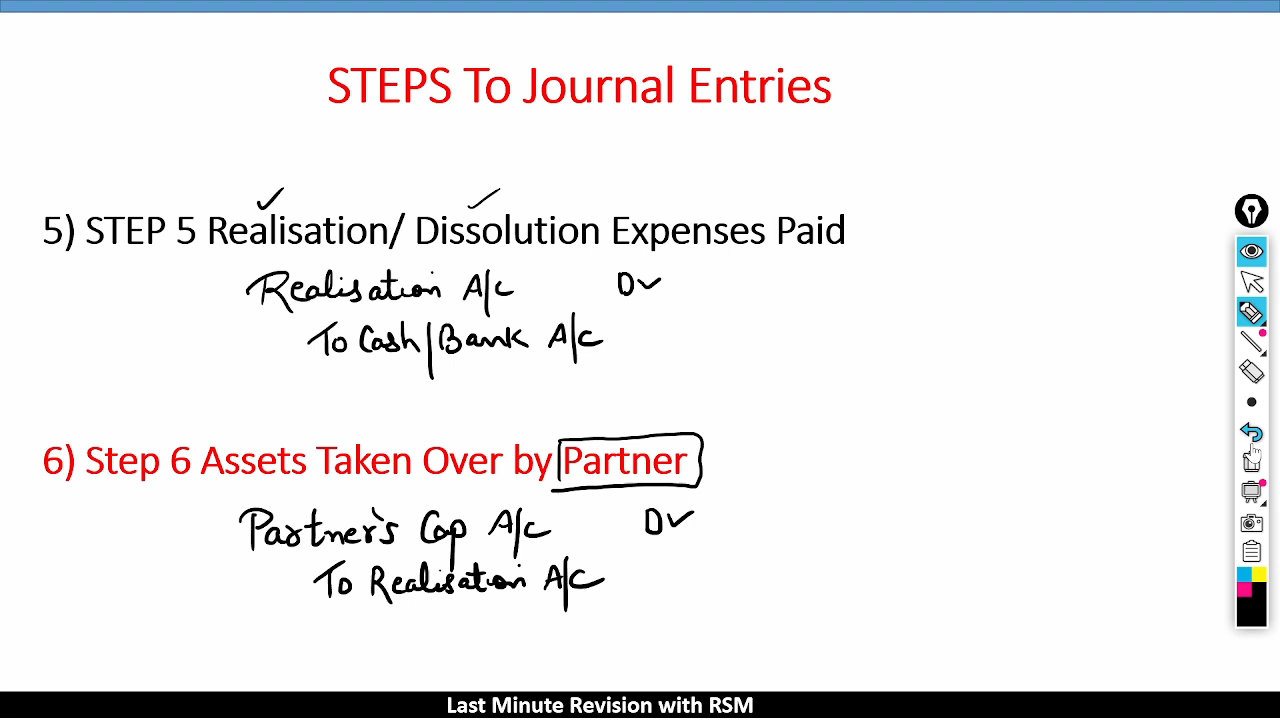 STEPS To Journal Entries
5) STEP 5 Realisation/ Dissolution Expenses Paid
Realisation A/c Dr
To Cash/Bank A/c
6) Step 6 Assets Taken Over by Partner
Partner's Cap A/c Dr
To Realisation A/c
Last Minute Revision with RSM